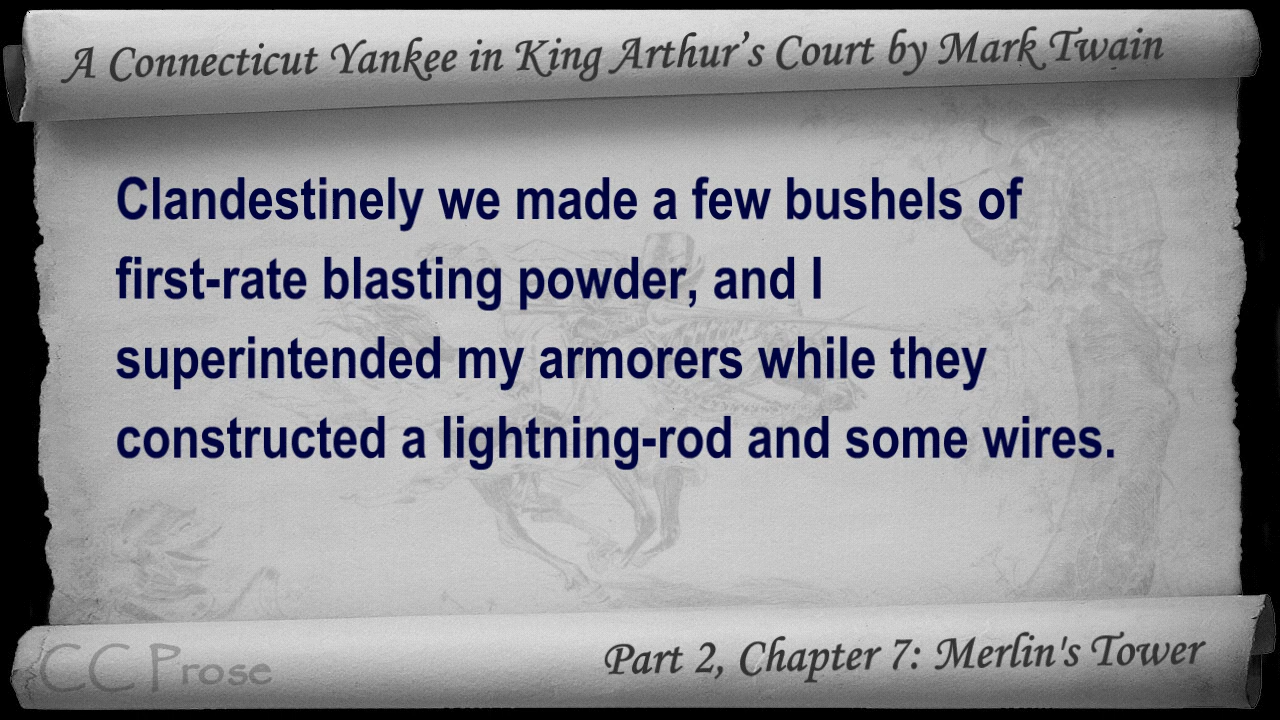 A Connecticut Yankee in King Arthur's Court by Mark Twain
Clandestinely we made a few bushels of
first-rate blasting powder, and I
superintended my armorers while they
constructed a lightning-rod and some wires.
CC Prose
Part 2, Chapter 7: Merlin's Tower